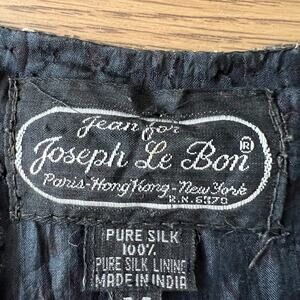 Jean for
Joseph Le Bon ®
Paris-Hong Kong-New York
PURE SILK
100%
PURE SILK LINING
MADE IN INDIA